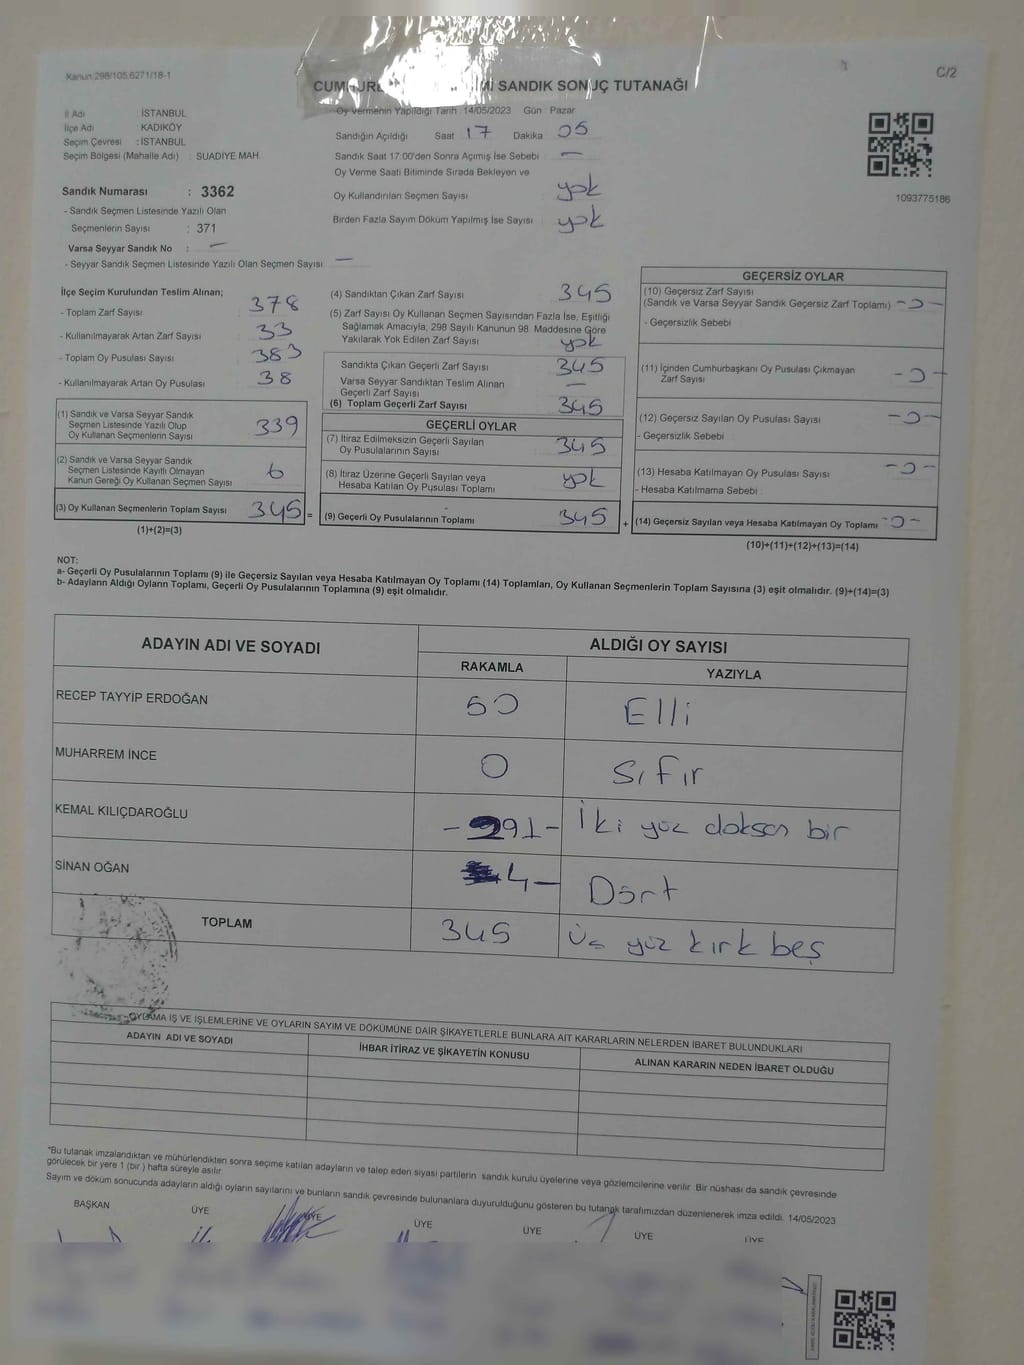 Kanun:298/105,6271/18-1
C/2
SANDIK SONUÇ TUTANAĞI
İl Adı İSTANBUL
İlçe Adı KADIKÖY
Seçim Çevresi : İSTANBUL
Seçim Bölgesi (Mahalle Adı) : SUADİYE MAH.
Oy Vermenin Yapıldığı Tarih 14/05/2023 Gün : Pazar
Sandığın Açıldığı Saat 17 Dakika 05
Sandık Saat 17:00'den Sonra Açımış İse Sebebi : —
Oy Verme Saati Bitiminde Sırada Bekleyen ve
Oy Kullandırılan Seçmen Sayısı yok
Birden Fazla Sayım Döküm Yapılmış İse Sayısı yok
1093775186
Sandık Numarası : 3362
- Sandık Seçmen Listesinde Yazılı Olan
Seçmenlerin Sayısı : 371
Varsa Seyyar Sandık No : —
- Seyyar Sandık Seçmen Listesinde Yazılı Olan Seçmen Sayısı: —
İlçe Seçim Kurulundan Teslim Alınan;
- Toplam Zarf Sayısı 378
- Kullanılmayarak Artan Zarf Sayısı 33
- Toplam Oy Pusulası Sayısı 383
- Kullanılmayarak Artan Oy Pusulası 38
(1) Sandık ve Varsa Seyyar Sandık
Seçmen Listesinde Yazılı Olup
Oy Kullanan Seçmenlerin Sayısı 339
(2) Sandık ve Varsa Seyyar Sandık
Seçmen Listesinde Kayıtlı Olmayan
Kanun Gereği Oy Kullanan Seçmen Sayısı 6
(3) Oy Kullanan Seçmenlerin Toplam Sayısı 345 =
(1)+(2)=(3)
(4) Sandıktan Çıkan Zarf Sayısı 345
(5) Zarf Sayısı Oy Kullanan Seçmen Sayısından Fazla İse, Eşitliği
Sağlamak Amacıyla, 298 Sayılı Kanunun 98. Maddesine Göre
Yakılarak Yok Edilen Zarf Sayısı yok
Sandıkta Çıkan Geçerli Zarf Sayısı 345
Varsa Seyyar Sandıktan Teslim Alınan
Geçerli Zarf Sayısı —
(6) Toplam Geçerli Zarf Sayısı 345
GEÇERLİ OYLAR
(7) İtiraz Edilmeksizin Geçerli Sayılan
Oy Pusulalarının Sayısı 345
(8) İtiraz Üzerine Geçerli Sayılan veya
Hesaba Katılan Oy Pusulası Toplamı yok
(9) Geçerli Oy Pusulalarının Toplamı 345 +
GEÇERSİZ OYLAR
(10) Geçersiz Zarf Sayısı
(Sandık ve Varsa Seyyar Sandık Geçersiz Zarf Toplamı) -0-
- Geçersizlik Sebebi
(11) İçinden Cumhurbaşkanı Oy Pusulası Çıkmayan
Zarf Sayısı -0-
(12) Geçersiz Sayılan Oy Pusulası Sayısı -0-
- Geçersizlik Sebebi
(13) Hesaba Katılmayan Oy Pusulası Sayısı -0-
- Hesaba Katılmama Sebebi
(14) Geçersiz Sayılan veya Hesaba Katılmayan Oy Toplamı -0-
(10)+(11)+(12)+(13)=(14)
NOT:
a- Geçerli Oy Pusulalarının Toplamı (9) ile Geçersiz Sayılan veya Hesaba Katılmayan Oy Toplamı (14) Toplamları, Oy Kullanan Seçmenlerin Toplam Sayısına (3) eşit olmalıdır. (9)+(14)=(3)
b- Adayların Aldığı Oyların Toplamı, Geçerli Oy Pusulalarının Toplamına (9) eşit olmalıdır.
ADAYIN ADI VE SOYADI ALDIĞI OY SAYISI
RAKAMLA YAZIYLA
RECEP TAYYİP ERDOĞAN 50 Elli
MUHARREM İNCE 0 Sıfır
KEMAL KILIÇDAROĞLU -291- İki yüz doksan bir
SİNAN OĞAN 4- Dört
TOPLAM 345 Üç yüz kırk beş
OYLAMA İŞ VE İŞLEMLERİNE VE OYLARIN SAYIM VE DÖKÜMÜNE DAİR ŞİKAYETLERLE BUNLARA AİT KARARLARIN NELERDEN İBARET BULUNDUKLARI
ADAYIN ADI VE SOYADI İHBAR İTİRAZ VE ŞİKAYETİN KONUSU ALINAN KARARIN NEDEN İBARET OLDUĞU
*Bu tutanak imzalandıktan ve mühürlendikten sonra seçime katılan adayların ve talep eden siyasi partilerin sandık kurulu üyelerine veya gözlemcilerine verilir. Bir nüshası da sandık çevresinde
görülecek bir yere 1 (bir) hafta süreyle asılır.
Sayım ve döküm sonucunda adayların aldığı oyların sayılarını ve bunların sandık çevresinde bulunanlara duyurulduğunu gösteren bu tutanak tarafımızdan düzenlenerek imza edildi. 14/05/2023
BAŞKAN ÜYE ÜYE ÜYE ÜYE ÜYE ÜYE